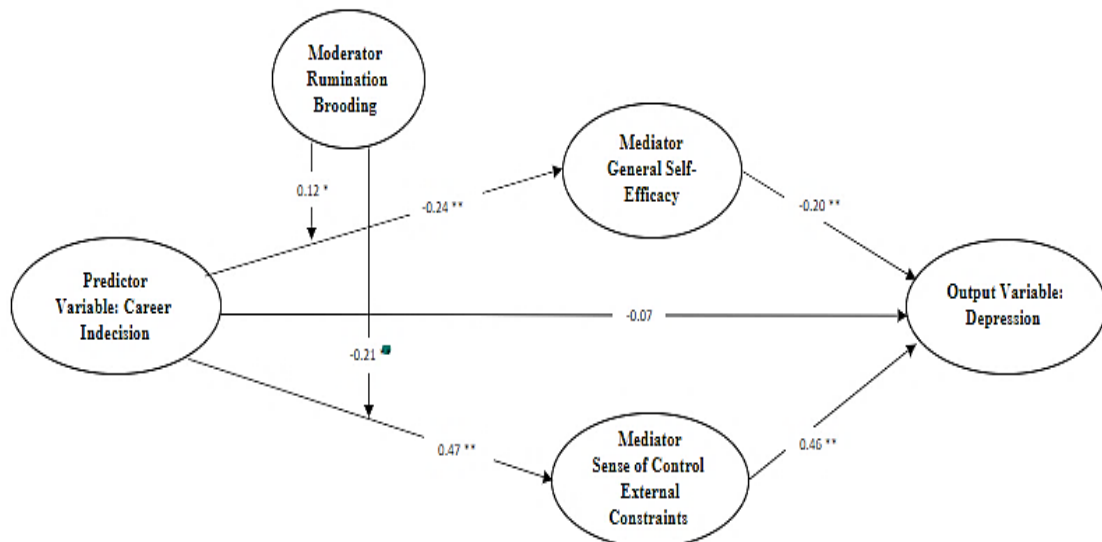 Moderator
Rumination
Brooding
Mediator
General Self-
Efficacy
0.12 *
-0.24 **
-0.20 **
Predictor
Variable: Career
Indecision
Output Variable:
Depression
-0.07
-0.21
Mediator
Sense of Control
External
Constraints
0.47 **
0.46 **